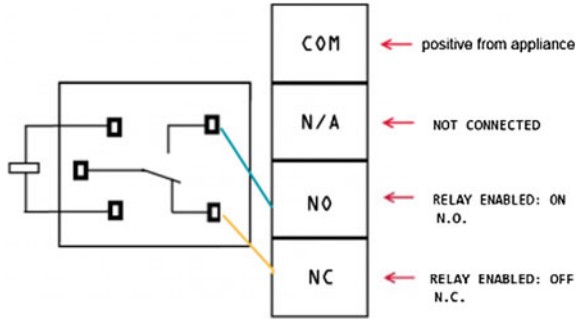 COM
positive from appliance
N/A
NOT CONNECTED
NO
RELAY ENABLED: ON
N.O.
NC
RELAY ENABLED: OFF
N.C.